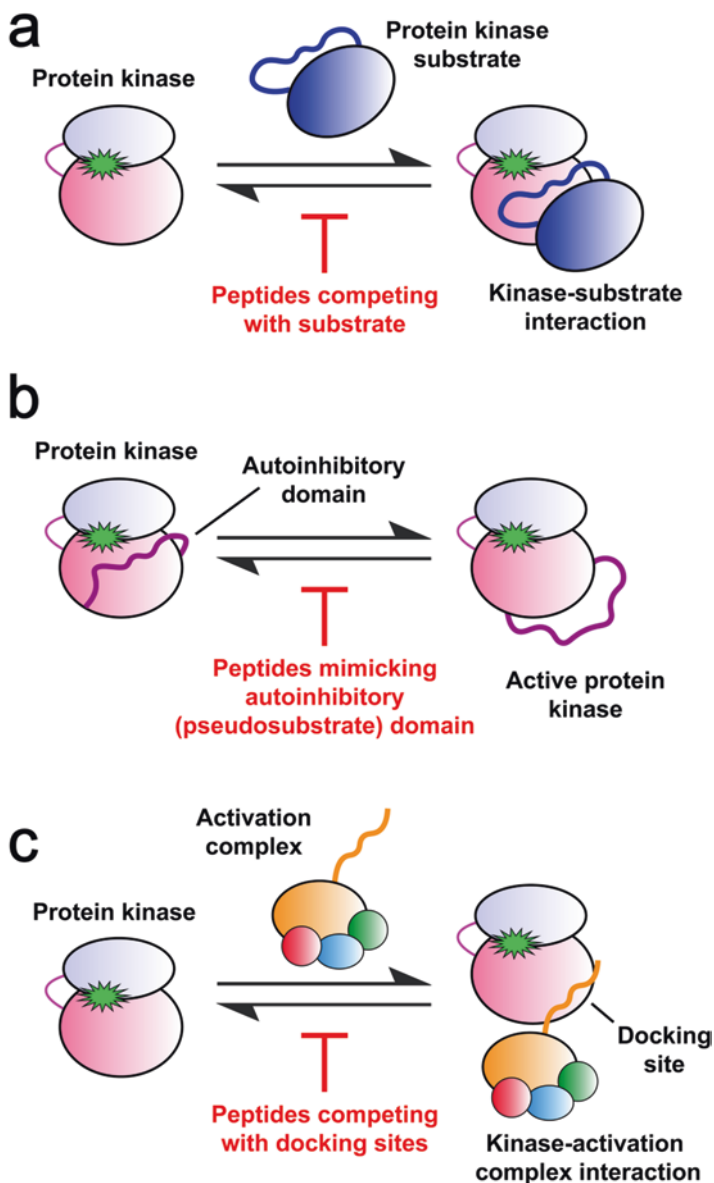 a
Protein kinase
substrate
Protein kinase
Peptides competing
with substrate
Kinase-substrate
interaction
b
Protein kinase
Autoinhibitory
domain
Peptides mimicking
autoinhibitory
(pseudosubstrate) domain
Active protein
kinase
c
Activation
complex
Protein kinase
Docking
site
Peptides competing
with docking sites
Kinase-activation
complex interaction